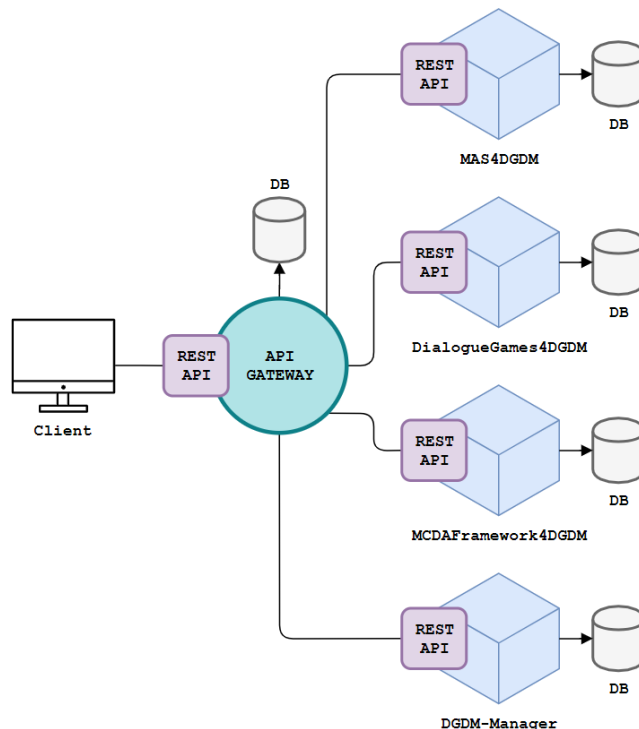 REST
API
DB
MAS4DGDM
DB
REST
API
DB
DialogueGames4DGDM
REST
API
API
GATEWAY
Client
REST
API
DB
MCDAFramework4DGDM
REST
API
DB
DGDM-Manager